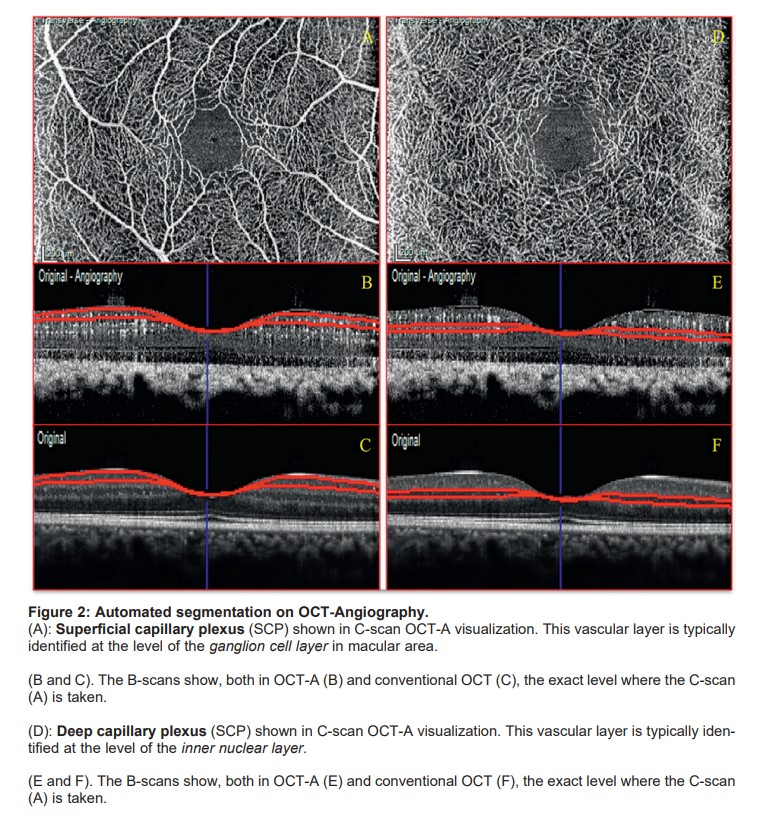 Transverse - Angiography
A
Transverse - Angiography
D
Original - Angiography
B
Original - Angiography
E
Original
C
Original
F
Figure 2: Automated segmentation on OCT-Angiography.
(A): Superficial capillary plexus (SCP) shown in C-scan OCT-A visualization. This vascular layer is typically
identified at the level of the ganglion cell layer in macular area.
(B and C). The B-scans show, both in OCT-A (B) and conventional OCT (C), the exact level where the C-scan
(A) is taken.
(D): Deep capillary plexus (SCP) shown in C-scan OCT-A visualization. This vascular layer is typically iden-
tified at the level of the inner nuclear layer.
(E and F). The B-scans show, both in OCT-A (E) and conventional OCT (F), the exact level where the C-scan
(A) is taken.